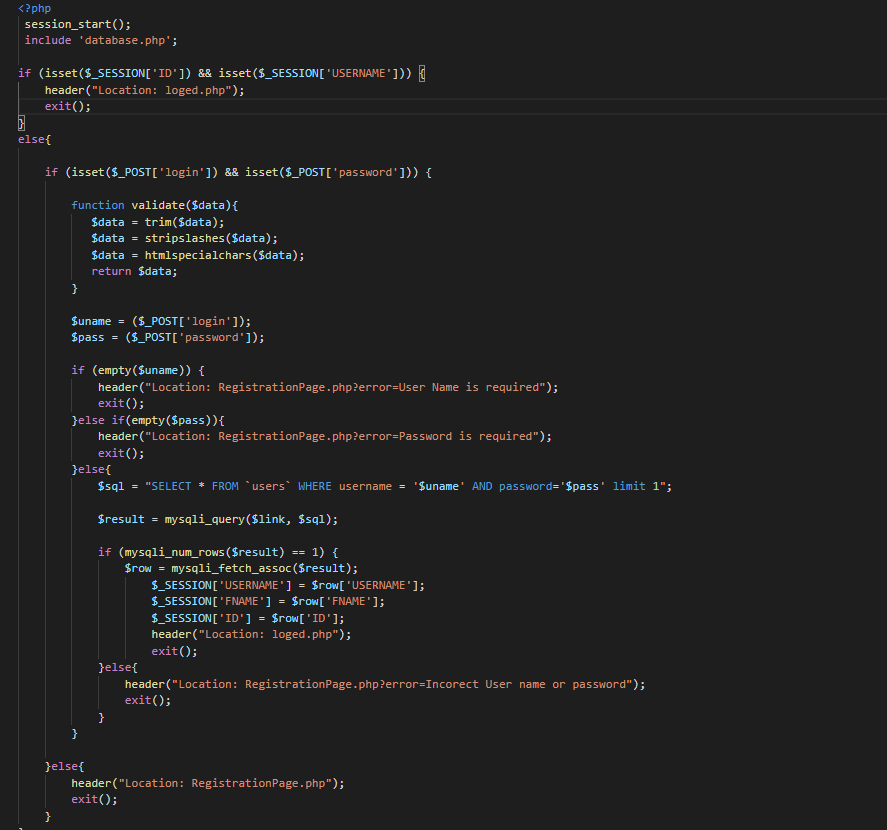 <?php
session_start();
include 'database.php';
if (isset($_SESSION['ID']) && isset($_SESSION['USERNAME'])) {
header("Location: loged.php");
exit();
}
else{
if (isset($_POST['login']) && isset($_POST['password'])) {
function validate($data){
$data = trim($data);
$data = stripslashes($data);
$data = htmlspecialchars($data);
return $data;
}
$uname = ($_POST['login']);
$pass = ($_POST['password']);
if (empty($uname)) {
header("Location: RegistrationPage.php?error=User Name is required");
exit();
}else if(empty($pass)){
header("Location: RegistrationPage.php?error=Password is required");
exit();
}else{
$sql = "SELECT * FROM `users` WHERE username = '$uname' AND password='$pass' limit 1";
$result = mysqli_query($link, $sql);
if (mysqli_num_rows($result) == 1) {
$row = mysqli_fetch_assoc($result);
$_SESSION['USERNAME'] = $row['USERNAME'];
$_SESSION['FNAME'] = $row['FNAME'];
$_SESSION['ID'] = $row['ID'];
header("Location: loged.php");
exit();
}else{
header("Location: RegistrationPage.php?error=Incorect User name or password");
exit();
}
}
}else{
header("Location: RegistrationPage.php");
exit();
}